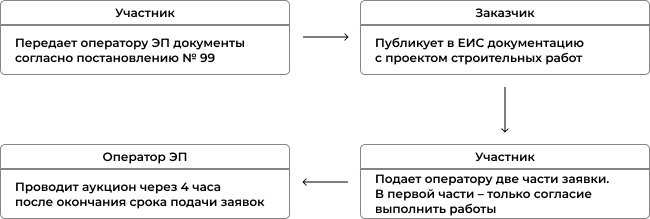 Участник
Передает оператору ЭП документы
согласно постановлению № 99
Заказчик
Публикует в ЕИС документацию
с проектом строительных работ
Участник
Подает оператору две части заявки.
В первой части – только согласие
выполнить работы
Оператор ЭП
Проводит аукцион через 4 часа
после окончания срока подачи заявок